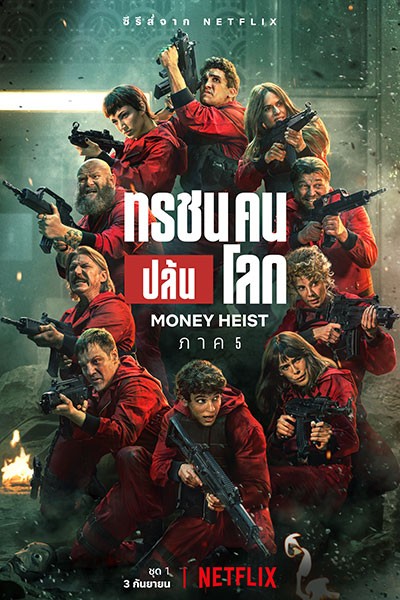 ซีรีส์จาก NETFLIX
ทรชนคน
ปล้นโลก
MONEY HEIST
ภาค 5
ชุด 1
3 กันยายน
NETFLIX